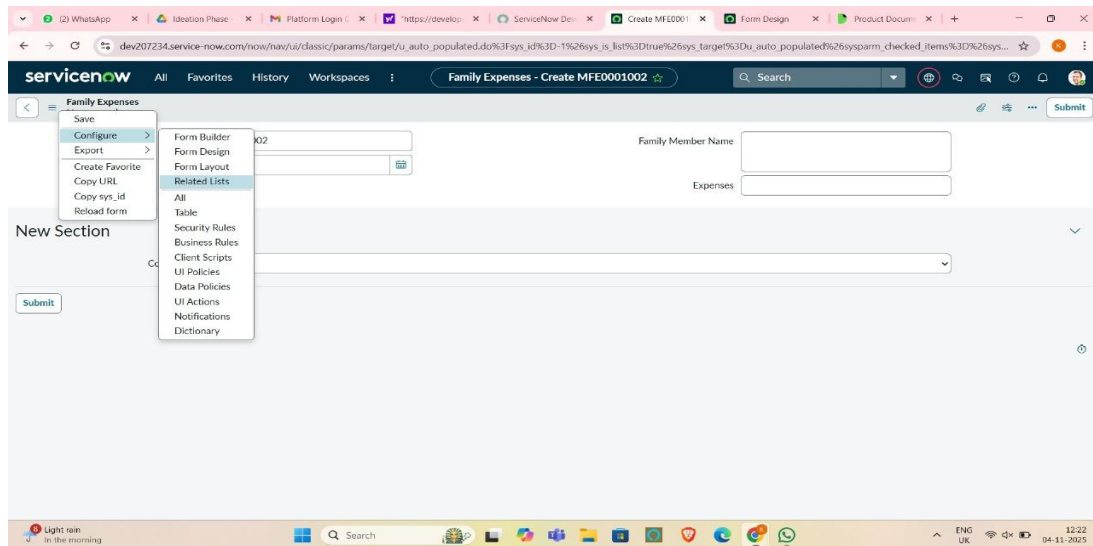 (2) WhatsApp
Ideation Phase
Platform Login
"https://develop
ServiceNow Dev
Create MFE0001
Form Design
Product Docum
dev207234.service-now.com/now/nav/ui/classic/params/target/u_auto_populated.do%3Fsys_id%3D-1%26sys_is_list%3Dtrue%26sys_target%3Du_auto_populated%26sysparm_checked_items%3D%26sys...
servicenow All Favorites History Workspaces Family Expenses - Create MFE0001002 Search
Family Expenses
Submit
Save
Configure
Export
Create Favorite
Copy URL
Copy sys_id
Reload form
Form Builder
Form Design
Form Layout
Related Lists
All
Table
Security Rules
Business Rules
Client Scripts
UI Policies
Data Policies
UI Actions
Notifications
Dictionary
002
Family Member Name
Expenses
New Section
Co
Submit
8
Light rain
In the morning
Search
ENG
UK
12:22
04-11-2025